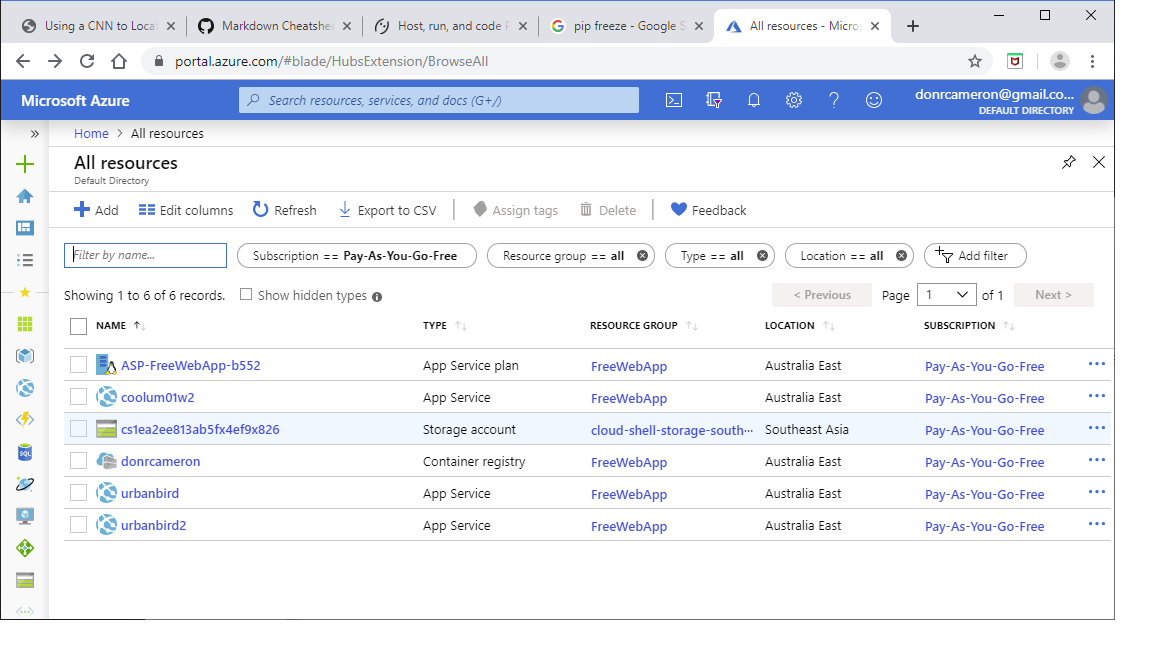 Using a CNN to Loca
Markdown Cheatshe
Host, run, and code P
pip freeze - Google S
All resources - Micros
portal.azure.com/#blade/HubsExtension/BrowseAll
Microsoft Azure
Search resources, services, and docs (G+/)
donrcameron@gmail.co...
DEFAULT DIRECTORY
Home > All resources
All resources
Default Directory
Add Edit columns Refresh Export to CSV Assign tags Delete Feedback
Filter by name...
Subscription == Pay-As-You-Go-Free
Resource group == all
Type == all
Location == all
Add filter
Showing 1 to 6 of 6 records. Show hidden types
< Previous Page 1 of 1 Next >
NAME TYPE RESOURCE GROUP LOCATION SUBSCRIPTION
ASP-FreeWebApp-b552 App Service plan FreeWebApp Australia East Pay-As-You-Go-Free
coolum01w2 App Service FreeWebApp Australia East Pay-As-You-Go-Free
cs1ea2ee813ab5fx4ef9x826 Storage account cloud-shell-storage-south··· Southeast Asia Pay-As-You-Go-Free
donrcameron Container registry FreeWebApp Australia East Pay-As-You-Go-Free
urbanbird App Service FreeWebApp Australia East Pay-As-You-Go-Free
urbanbird2 App Service FreeWebApp Australia East Pay-As-You-Go-Free